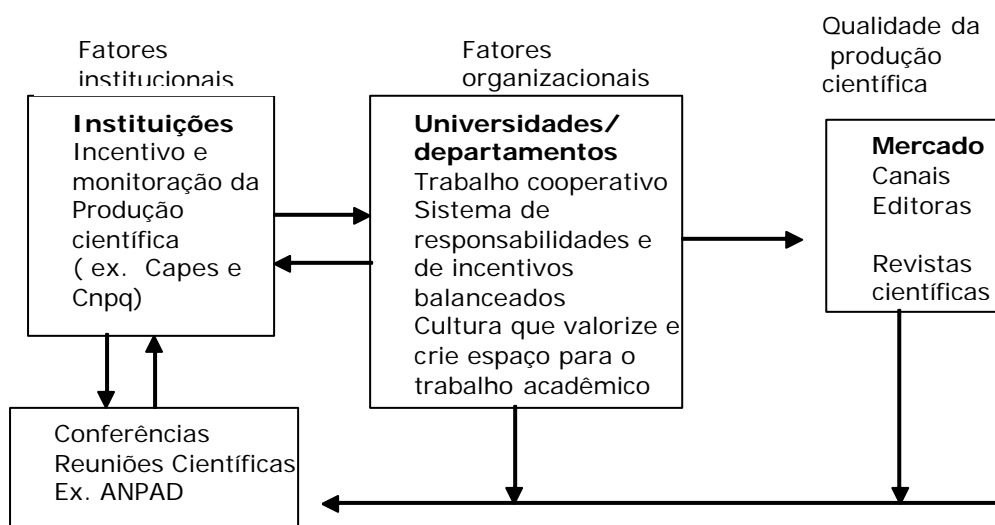 Fatores
institucionais
Instituições
Incentivo e
monitoração da
Produção
científica
( ex. Capes e
Cnpq)
Conferências
Reuniões Científicas
Ex. ANPAD
Fatores
organizacionais
Universidades/
departamentos
Trabalho cooperativo
Sistema de
responsabilidades e
de incentivos
balanceados
Cultura que valorize e
crie espaço para o
trabalho acadêmico
Qualidade da
produção
científica
Mercado
Canais
Editoras
Revistas
científicas